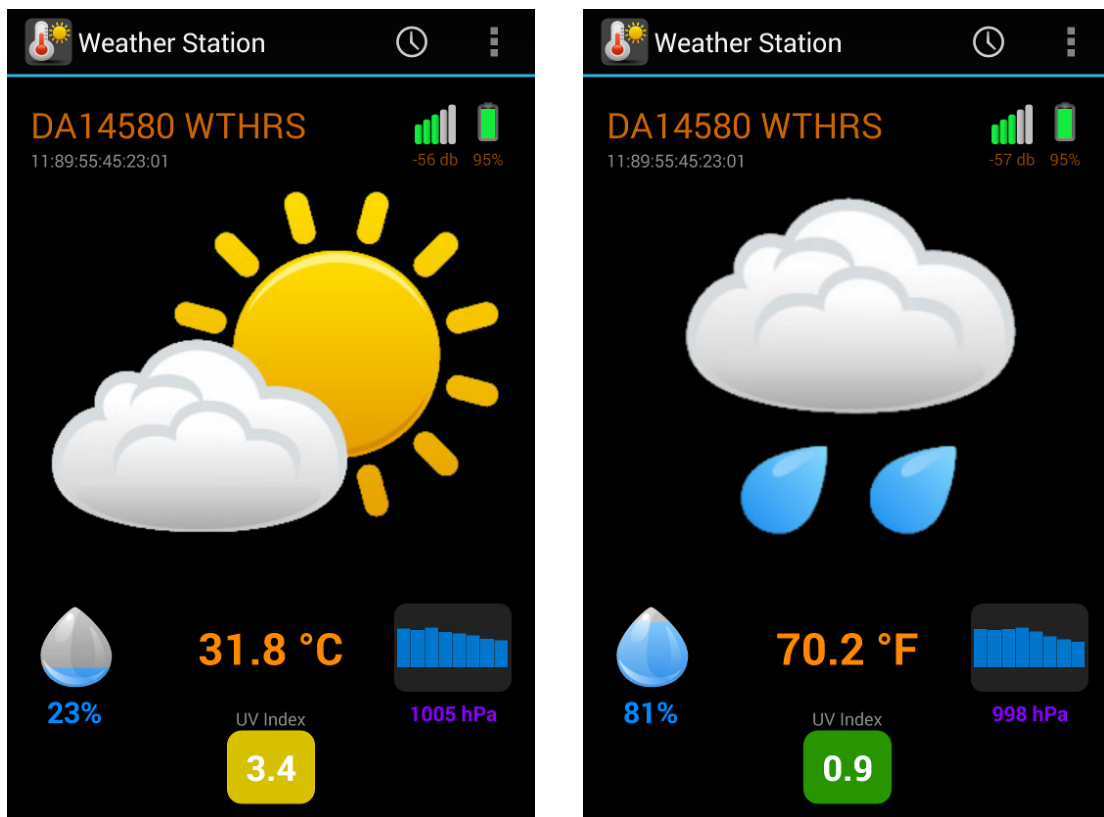 Weather Station
DA14580 WTHRS
11:89:55:45:23:01
-56 db 95%
31.8 °C
23%
1005 hPa
UV Index
3.4
Weather Station
DA14580 WTHRS
11:89:55:45:23:01
-57 db 95%
70.2 °F
81%
998 hPa
UV Index
0.9